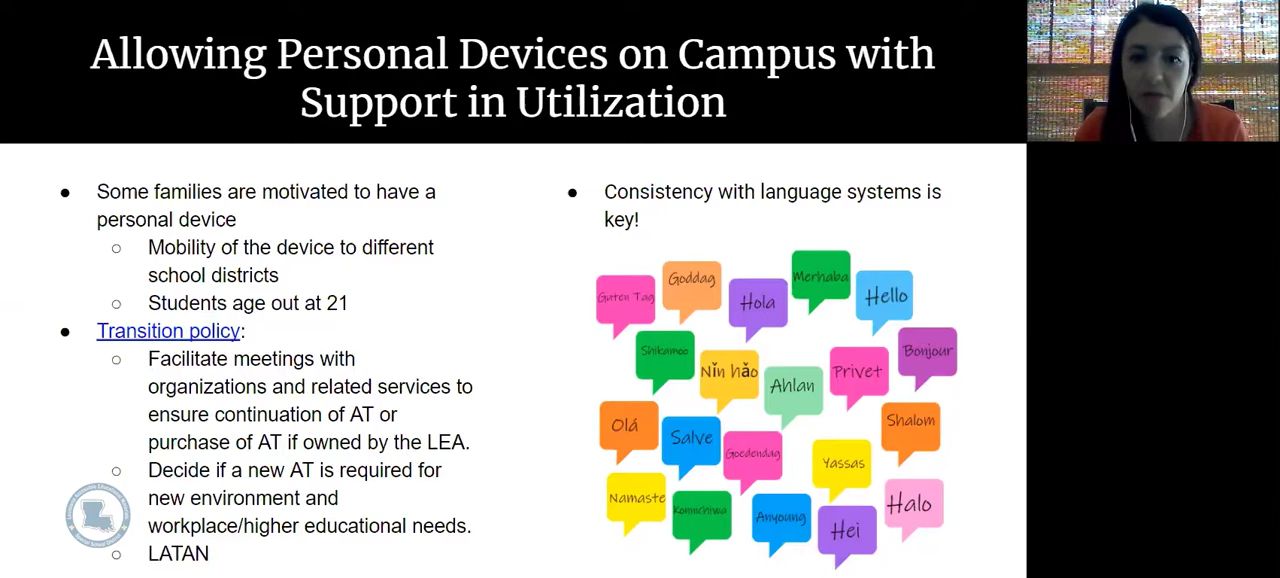 Allowing Personal Devices on Campus with
Support in Utilization
Some families are motivated to have a
personal device
Mobility of the device to different
school districts
Students age out at 21
Transition policy:
Facilitate meetings with
organizations and related services to
ensure continuation of AT or
purchase of AT if owned by the LEA.
Decide if a new AT is required for
new environment and
workplace/higher educational needs.
LATAN
Consistency with language systems is
key!
Guten Tag
Goddag
Hola
Merhaba
Hello
Shikamoo
Nǐn hǎo
Ahlan
Privet
Bonjour
Olá
Salve
Goedendag
Yassas
Shalom
Namaste
Konnichiwa
Anyoung
Hei
Halo